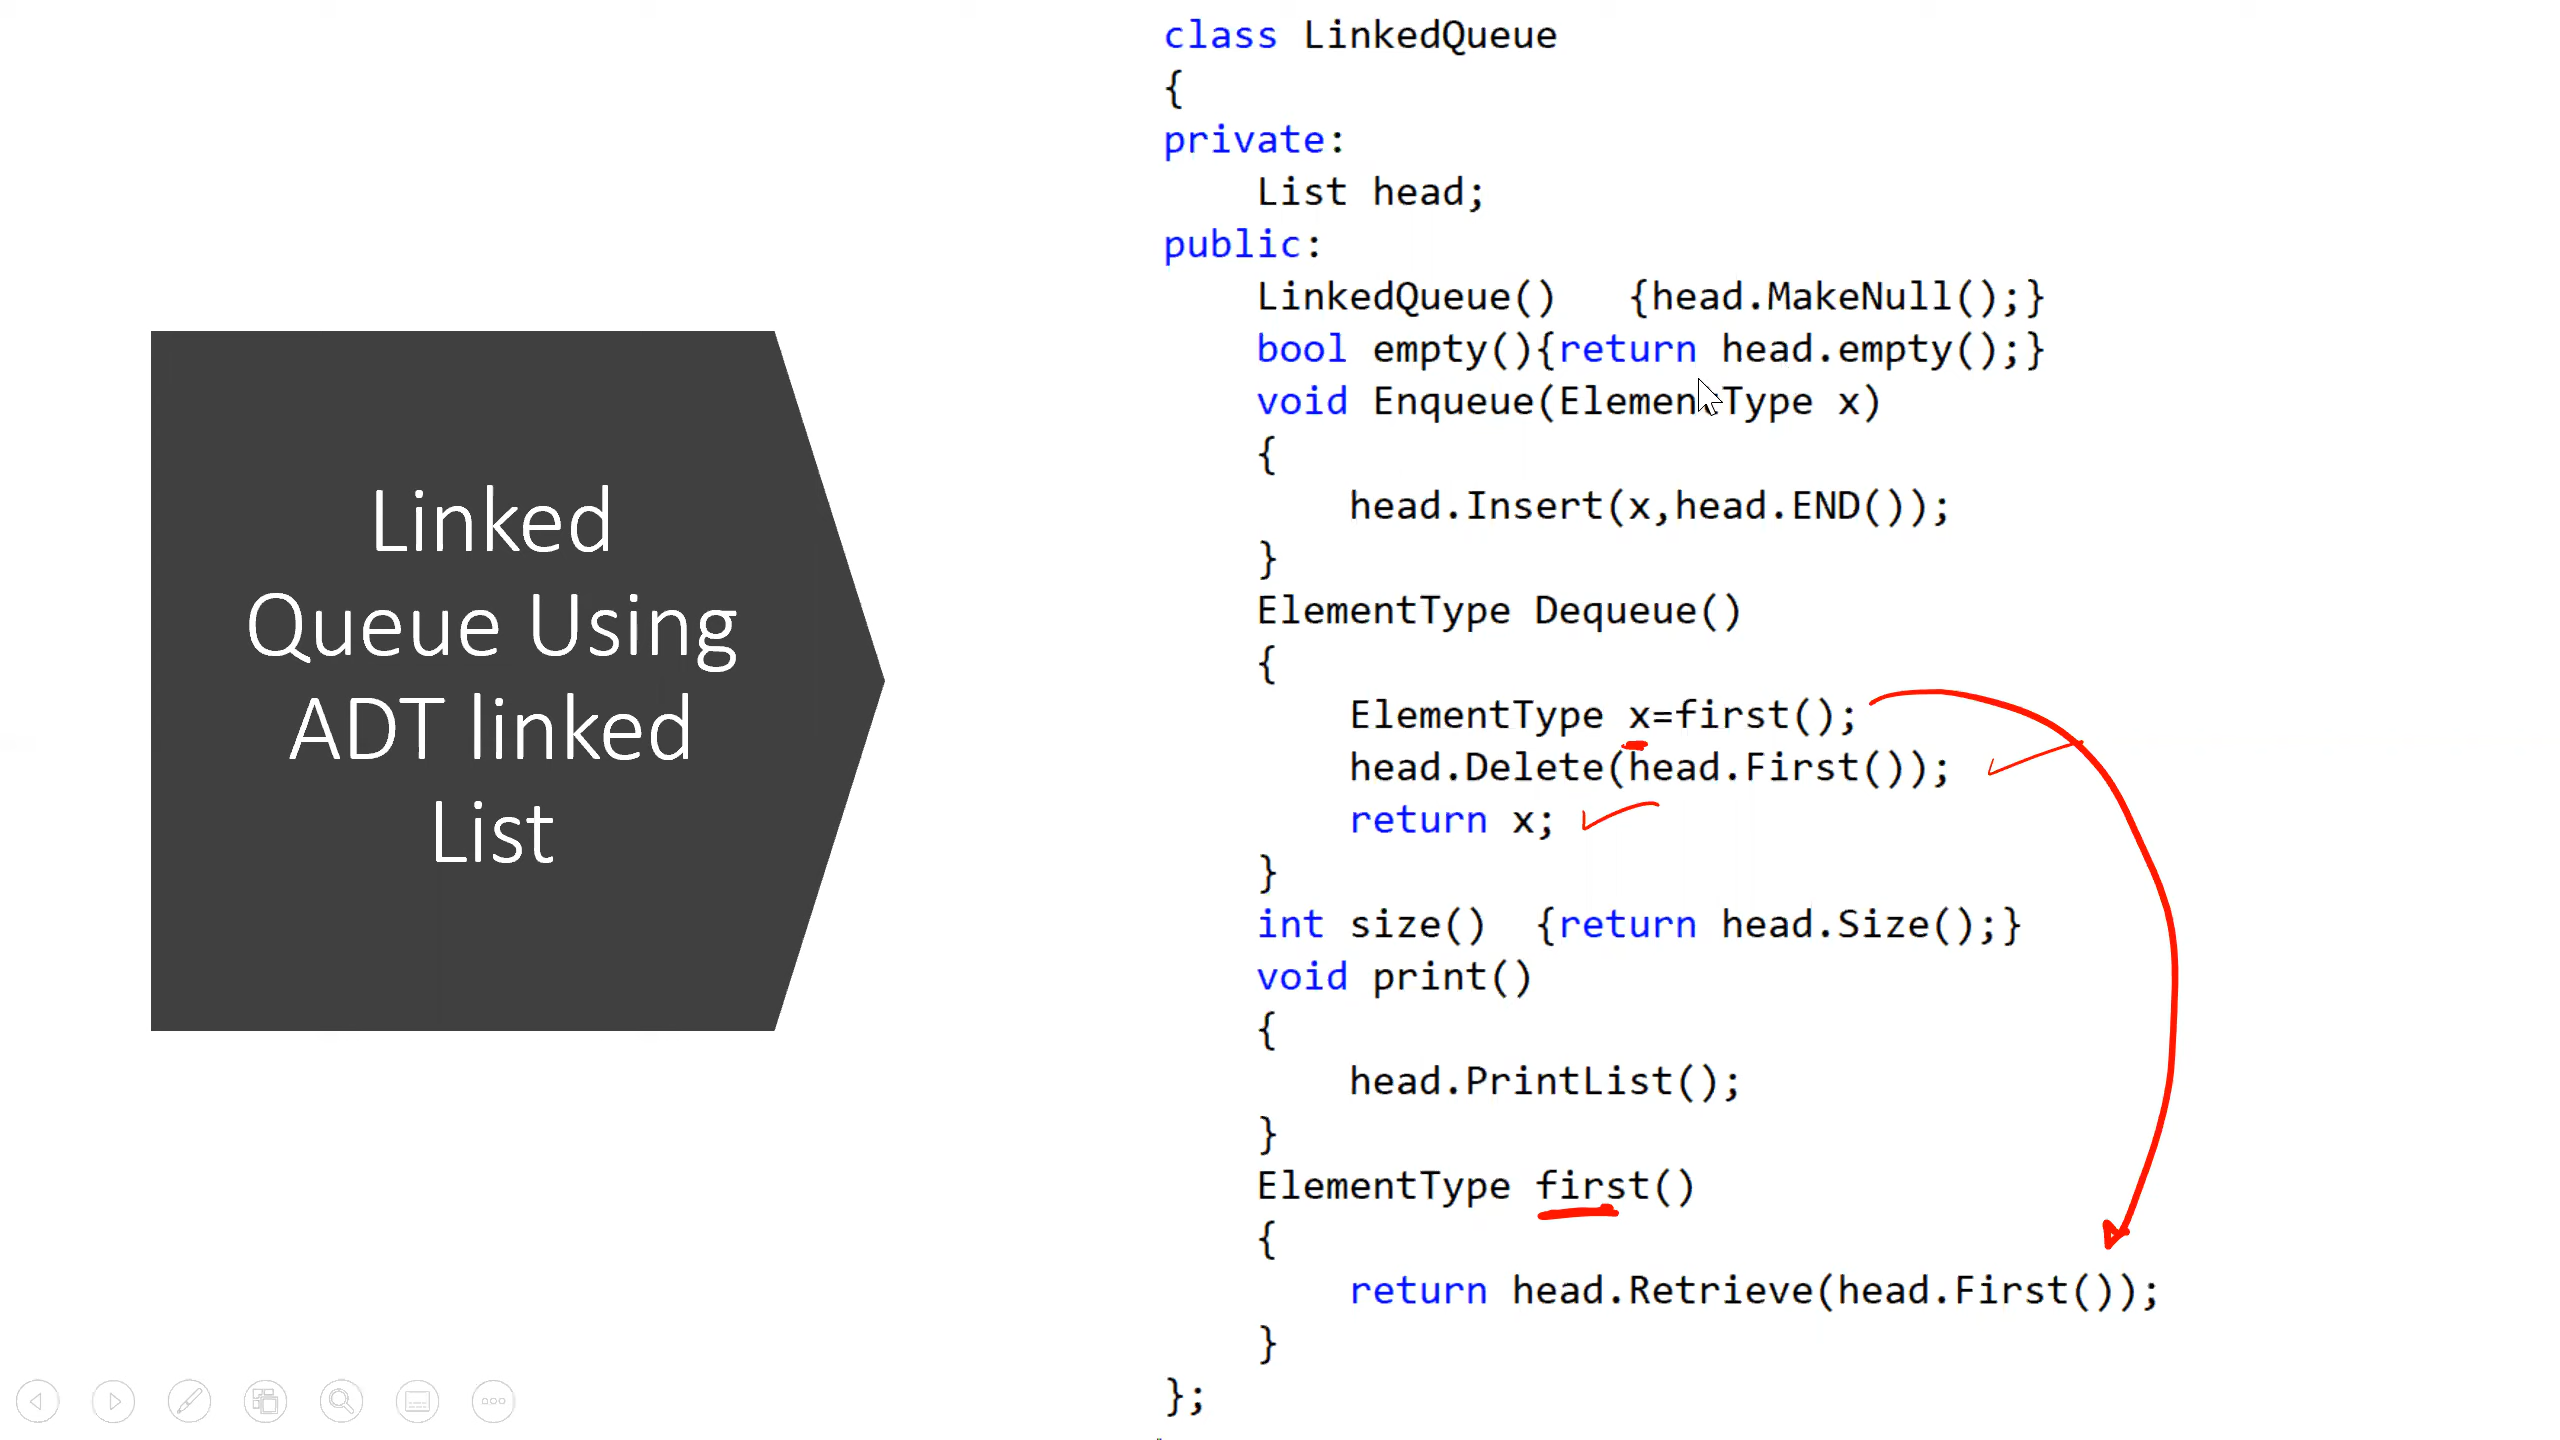 Linked
Queue Using
ADT linked
List
class LinkedQueue
{
private:
    List head;
public:
    LinkedQueue()   {head.MakeNull();}
    bool empty(){return head.empty();}
    void Enqueue(ElementType x)
    {
        head.Insert(x,head.END());
    }
    ElementType Dequeue()
    {
        ElementType x=first();
        head.Delete(head.First());
        return x;
    }
    int size()  {return head.Size();}
    void print()
    {
        head.PrintList();
    }
    ElementType first()
    {
        return head.Retrieve(head.First());
    }
};